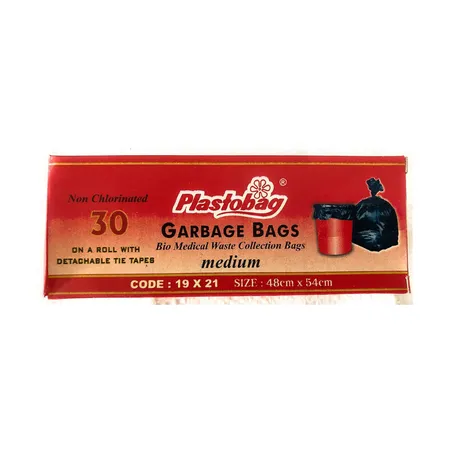 Non Chlorinated
30
ON A ROLL WITH
DETACHABLE TIE TAPES
Plastobag ®
GARBAGE BAGS
Bio Medical Waste Collection Bags
medium
CODE : 19 X 21 SIZE : 48cm x 54cm